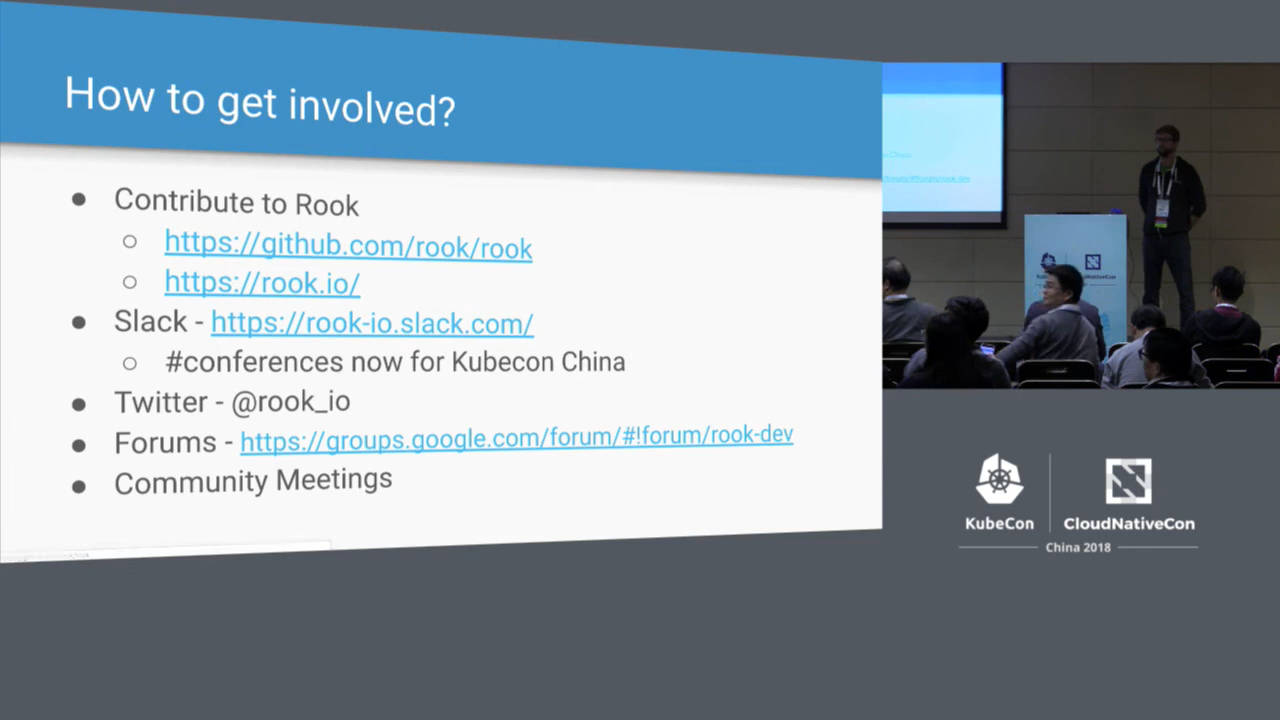 How to get involved?
● Contribute to Rook
○ https://github.com/rook/rook
○ https://rook.io/
● Slack - https://rook-io.slack.com/
○ #conferences now for Kubecon China
● Twitter - @rook_io
● Forums - https://groups.google.com/forum/#!forum/rook-dev
● Community Meetings
KubeCon
CloudNativeCon
China 2018